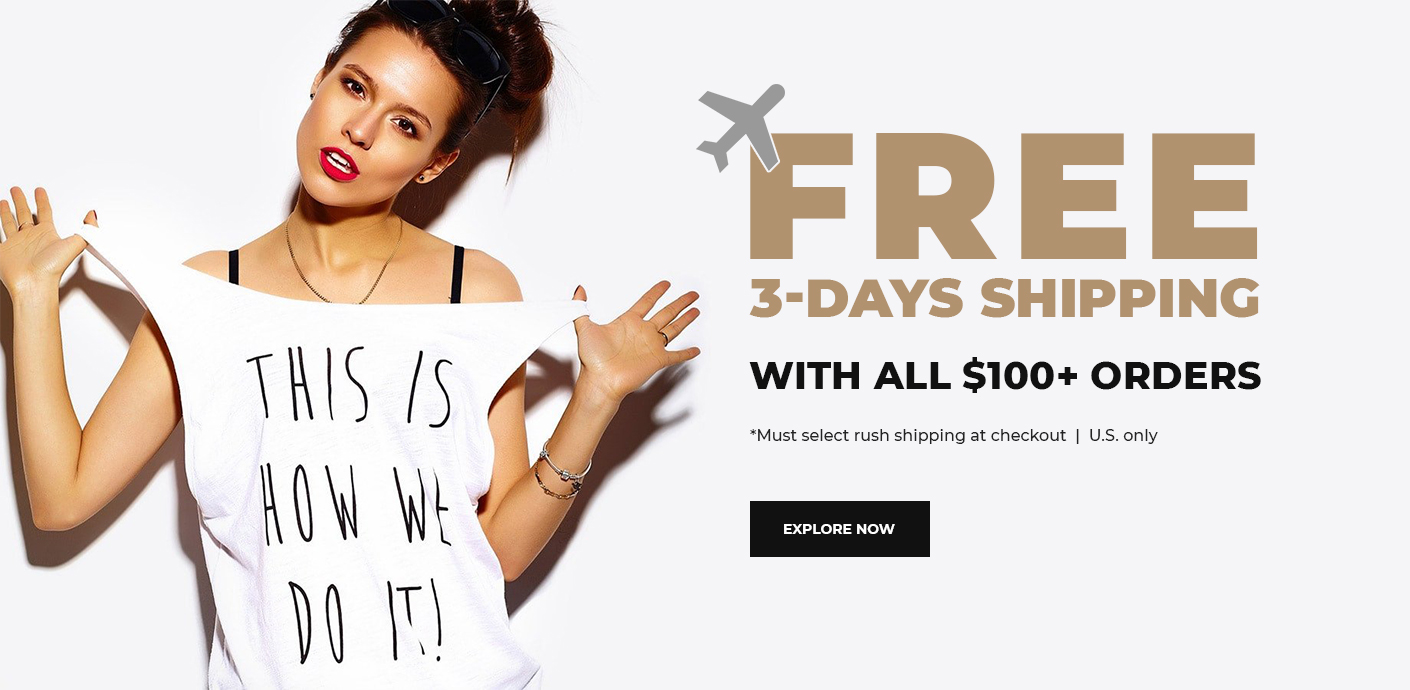 THIS IS
HOW WE
DO IT!
FREE
3-DAYS SHIPPING
WITH ALL $100+ ORDERS
*Must select rush shipping at checkout | U.S. only
EXPLORE NOW